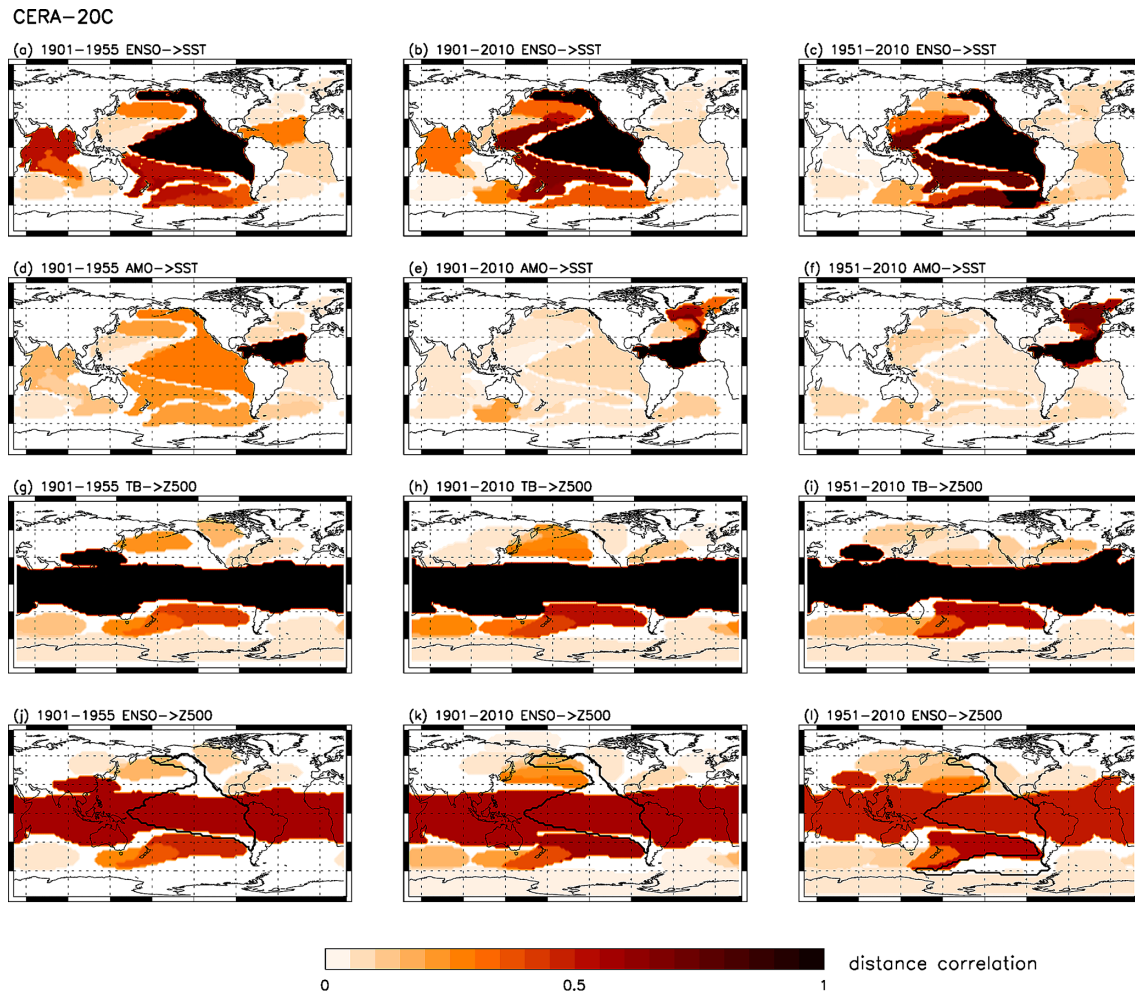 CERA-20C
(a) 1901-1955 ENSO->SST
(b) 1901-2010 ENSO->SST
(c) 1951-2010 ENSO->SST
(d) 1901-1955 AMO->SST
(e) 1901-2010 AMO->SST
(f) 1951-2010 AMO->SST
(g) 1901-1955 TB->Z500
(h) 1901-2010 TB->Z500
(i) 1951-2010 TB->Z500
(j) 1901-1955 ENSO->Z500
(k) 1901-2010 ENSO->Z500
(l) 1951-2010 ENSO->Z500
distance correlation
0 0.5 1